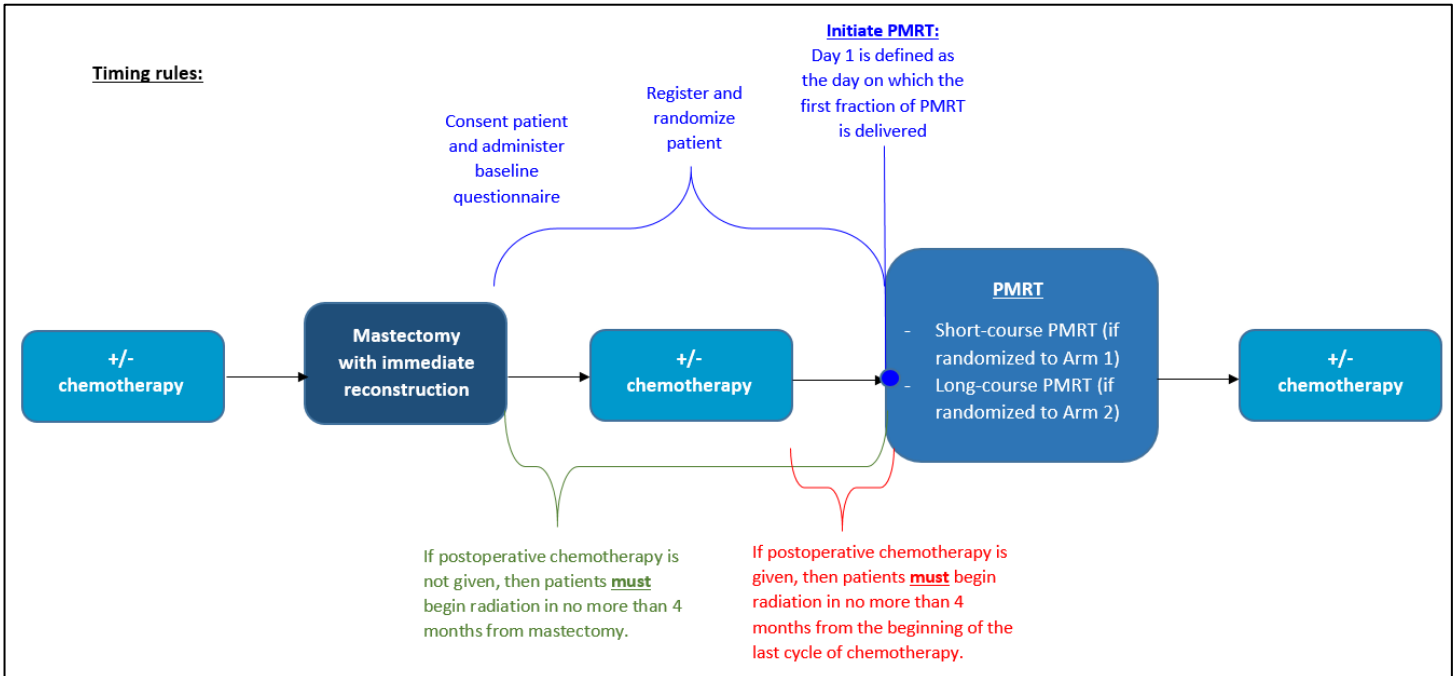 Timing rules:
Consent patient
and administer
baseline
questionnaire
Register and
randomize
patient
Initiate PMRT:
Day 1 is defined as
the day on which the
first fraction of PMRT
is delivered
+/-
chemotherapy
Mastectomy
with immediate
reconstruction
+/-
chemotherapy
PMRT
- Short-course PMRT (if
randomized to Arm 1)
- Long-course PMRT (if
randomized to Arm 2)
+/-
chemotherapy
If postoperative chemotherapy is
not given, then patients must
begin radiation in no more than 4
months from mastectomy.
If postoperative chemotherapy is
given, then patients must begin
radiation in no more than 4
months from the beginning of the
last cycle of chemotherapy.